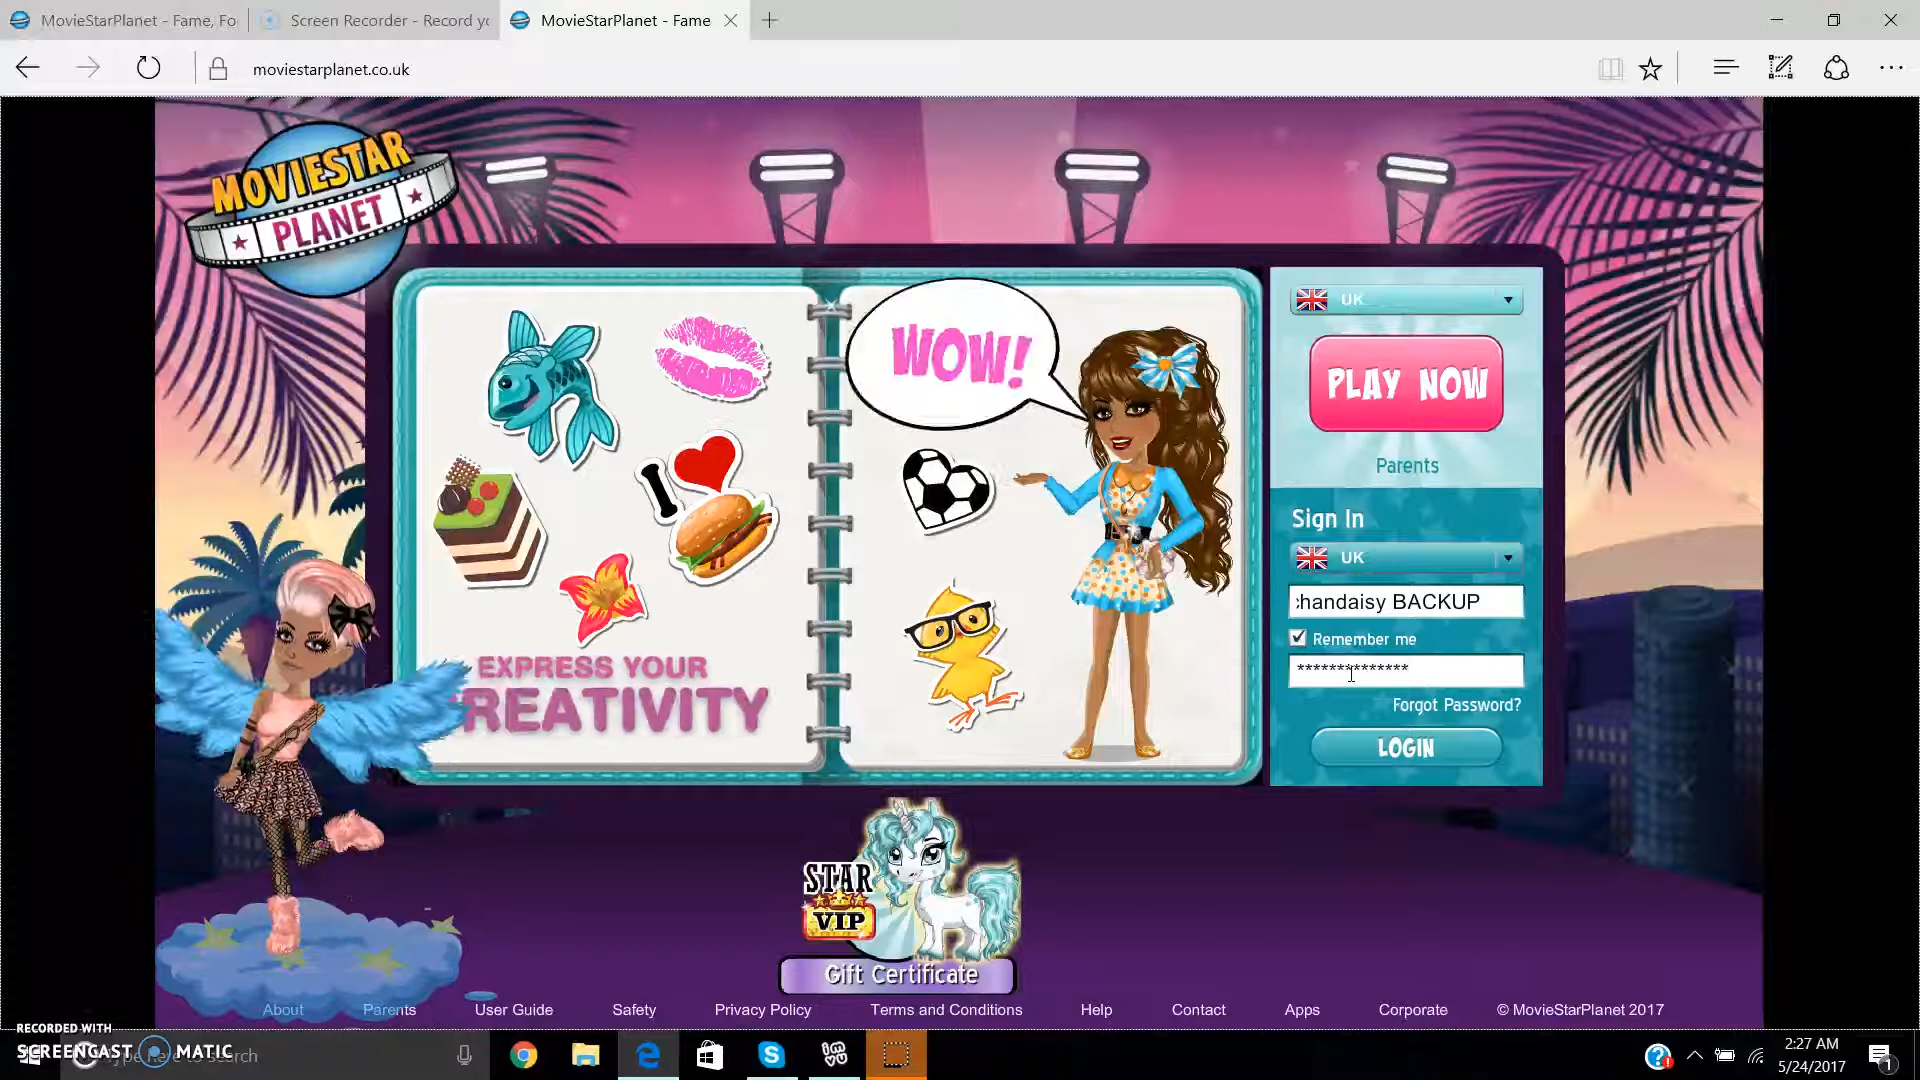 MovieStarPlanet - Fame, Fo
Screen Recorder - Record yo
MovieStarPlanet - Fame
moviestarplanet.co.uk
MOVIESTAR
PLANET
WOW!
I
EXPRESS YOUR
REATIVITY
UK
PLAY NOW
Parents
Sign In
UK
handaisy BACKUP
Remember me
**************
Forgot Password?
LOGIN
STAR
VIP
Gift Certificate
About
Parents
User Guide
Safety
Privacy Policy
Terms and Conditions
Help
Contact
Apps
Corporate
© MovieStarPlanet 2017
RECORDED WITH
SCREENCAST MATIC
to search
2:27 AM
5/24/2017
1